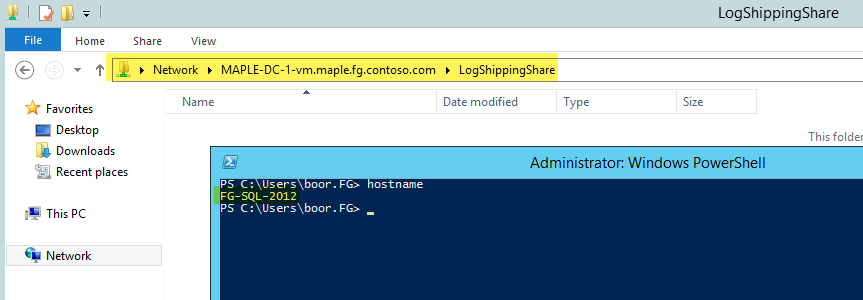 LogShippingShare
File Home Share View
Network MAPLE-DC-1-vm.maple.fg.contoso.com LogShippingShare
Name Date modified Type Size
Favorites
Desktop
Downloads
Recent places
This PC
Network
This folder
Administrator: Windows PowerShell
PS C:\Users\boor.FG> hostname
FG-SQL-2012
PS C:\Users\boor.FG>